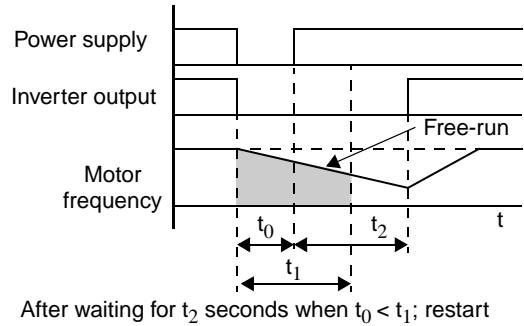 Power supply
Inverter output
Free-run
Motor
frequency
t
t0
t2
t1
After waiting for t2 seconds when t0 < t1; restart